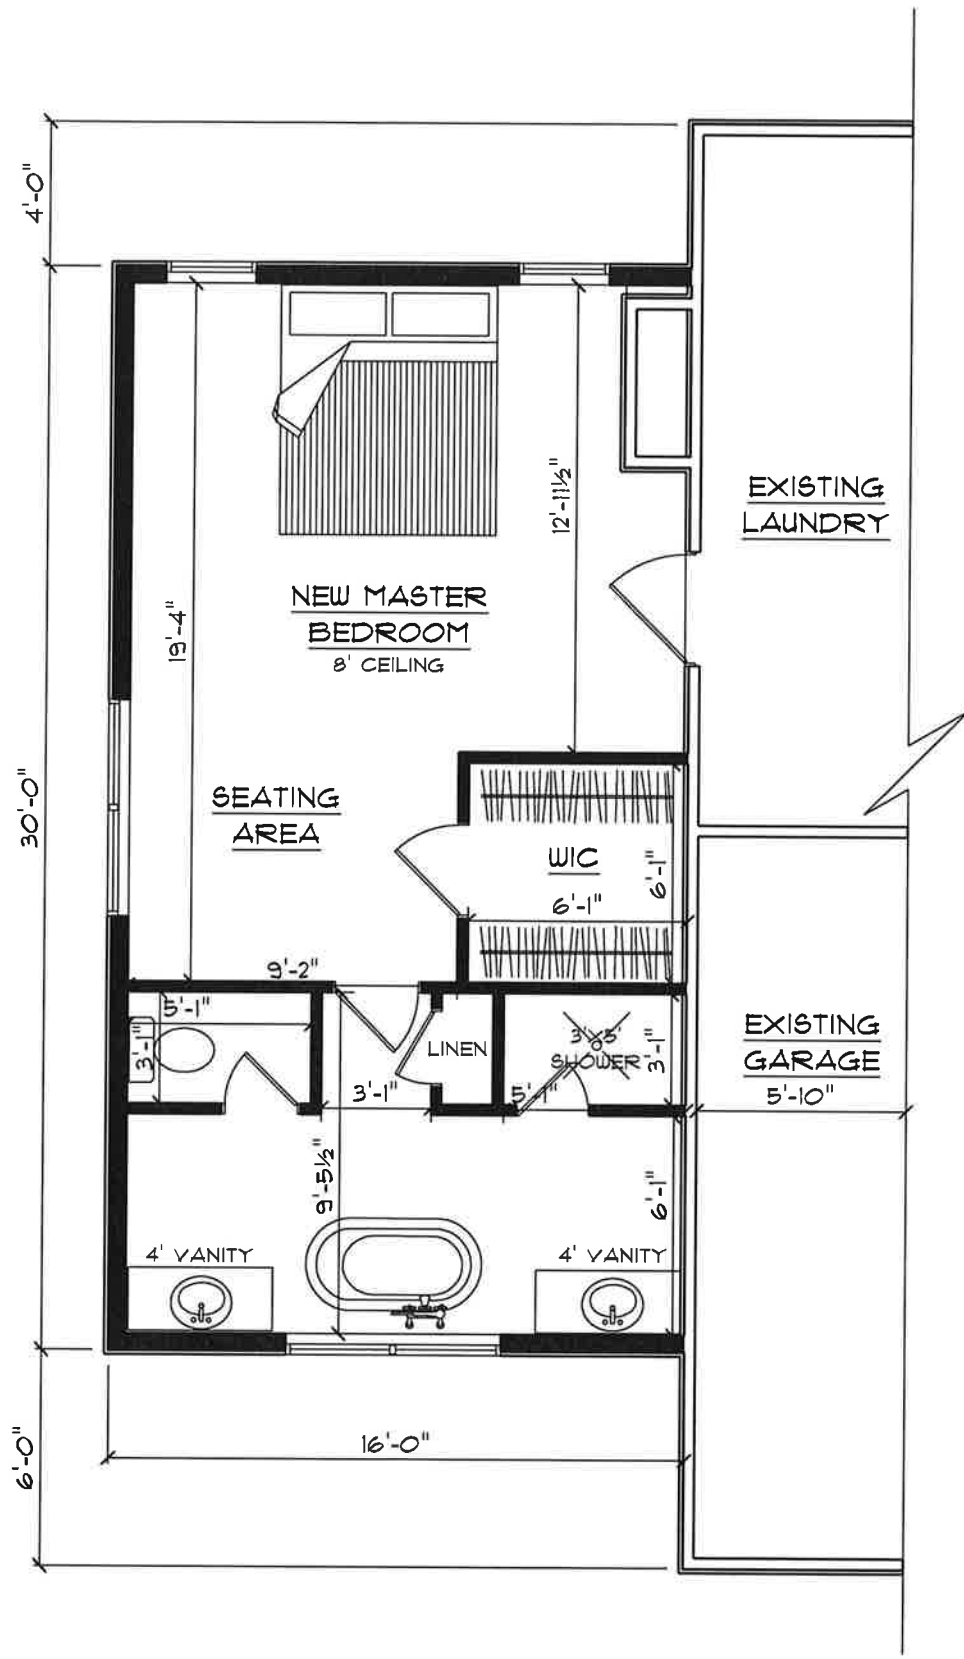 4'-0"
EXISTING
LAUNDRY
12'-11½"
NEW MASTER
BEDROOM
8' CEILING
19'-4"
30'-0"
SEATING
AREA
WIC
6'-1"
6'-1"
9'-2"
5'-1"
3'-1"
LINEN
3'x5'
SHOWER
3'-1"
EXISTING
GARAGE
5'-10"
3'-1"
5'-1"
9'-5½"
6'-1"
4' VANITY
4' VANITY
16'-0"
6'-0"